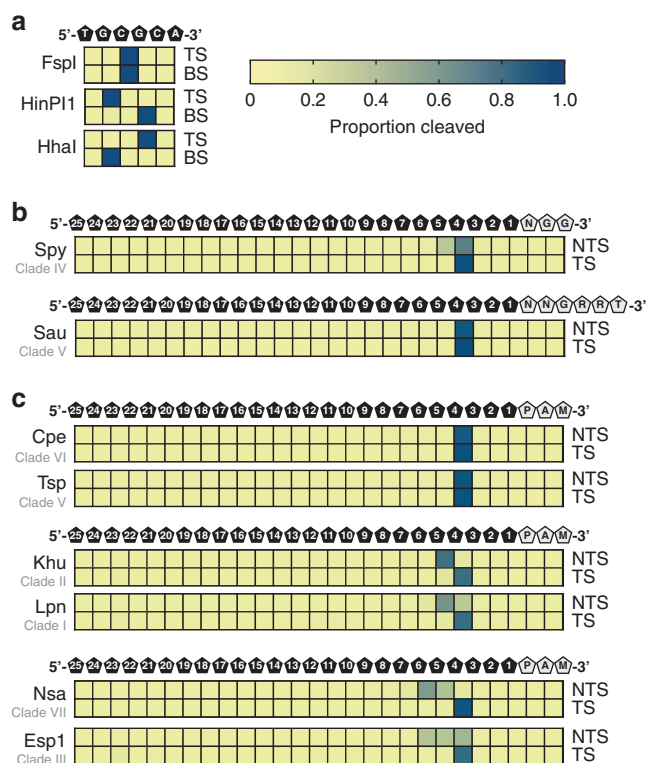 a
5'- T G C G C A -3'
FspI TS
BS
HinPI1 TS
BS
HhaI TS
BS
0 0.2 0.4 0.6 0.8 1.0
Proportion cleaved
b
5'- 25 24 23 22 21 20 19 18 17 16 15 14 13 12 11 10 9 8 7 6 5 4 3 2 1 N G G -3'
Spy NTS
Clade IV TS
5'- 25 24 23 22 21 20 19 18 17 16 15 14 13 12 11 10 9 8 7 6 5 4 3 2 1 N N G R R T -3'
Sau NTS
Clade V TS
c
5'- 25 24 23 22 21 20 19 18 17 16 15 14 13 12 11 10 9 8 7 6 5 4 3 2 1 P A M -3'
Cpe NTS
Clade VI TS
Tsp NTS
Clade V TS
5'- 25 24 23 22 21 20 19 18 17 16 15 14 13 12 11 10 9 8 7 6 5 4 3 2 1 P A M -3'
Khu NTS
Clade II TS
Lpn NTS
Clade I TS
5'- 25 24 23 22 21 20 19 18 17 16 15 14 13 12 11 10 9 8 7 6 5 4 3 2 1 P A M -3'
Nsa NTS
Clade VII TS
Esp1 NTS
Clade III TS